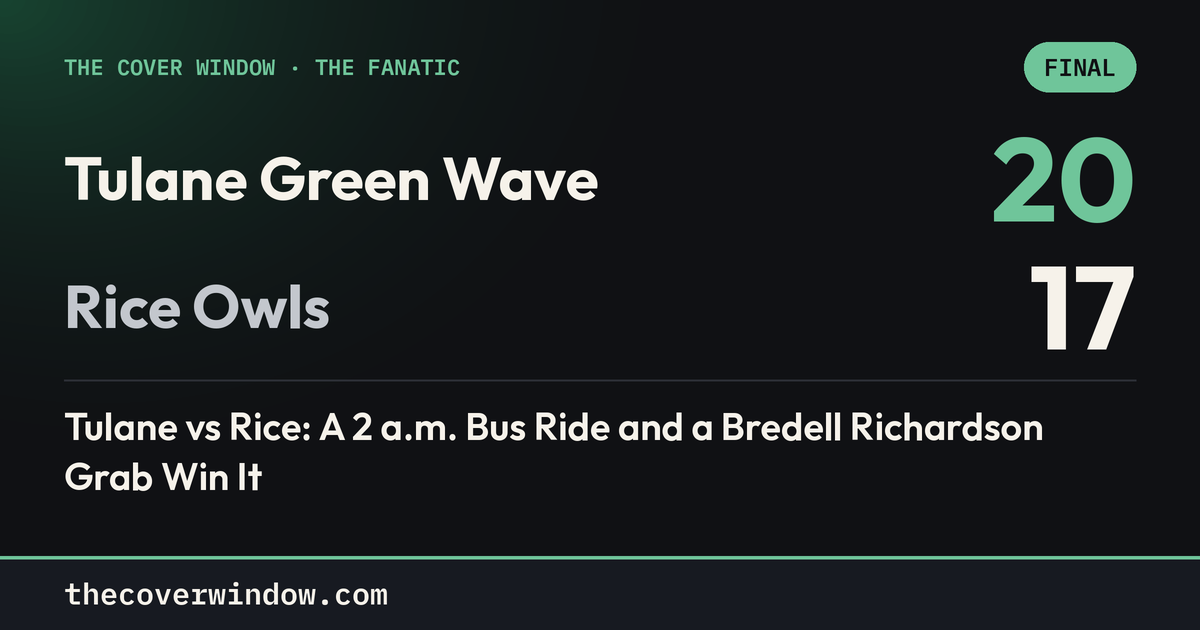 THE COVER WINDOW · THE FANATIC
FINAL
Tulane Green Wave
20
Rice Owls
17
Tulane vs Rice: A 2 a.m. Bus Ride and a Bredell Richardson
Grab Win It
thecoverwindow.com